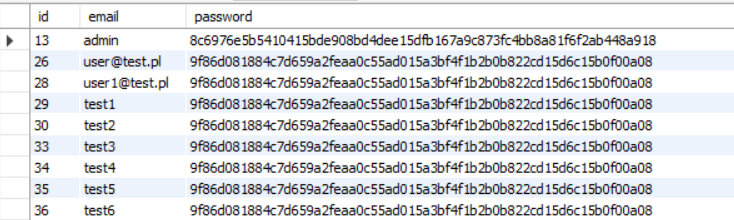 id email password
13 admin 8c6976e5b5410415bde908bd4dee15dfb167a9c873fc4bb8a81f6f2ab448a918
26 user@test.pl 9f86d081884c7d659a2feaa0c55ad015a3bf4f1b2b0b822cd15d6c15b0f00a08
28 user1@test.pl 9f86d081884c7d659a2feaa0c55ad015a3bf4f1b2b0b822cd15d6c15b0f00a08
29 test1 9f86d081884c7d659a2feaa0c55ad015a3bf4f1b2b0b822cd15d6c15b0f00a08
30 test2 9f86d081884c7d659a2feaa0c55ad015a3bf4f1b2b0b822cd15d6c15b0f00a08
33 test3 9f86d081884c7d659a2feaa0c55ad015a3bf4f1b2b0b822cd15d6c15b0f00a08
34 test4 9f86d081884c7d659a2feaa0c55ad015a3bf4f1b2b0b822cd15d6c15b0f00a08
35 test5 9f86d081884c7d659a2feaa0c55ad015a3bf4f1b2b0b822cd15d6c15b0f00a08
36 test6 9f86d081884c7d659a2feaa0c55ad015a3bf4f1b2b0b822cd15d6c15b0f00a08